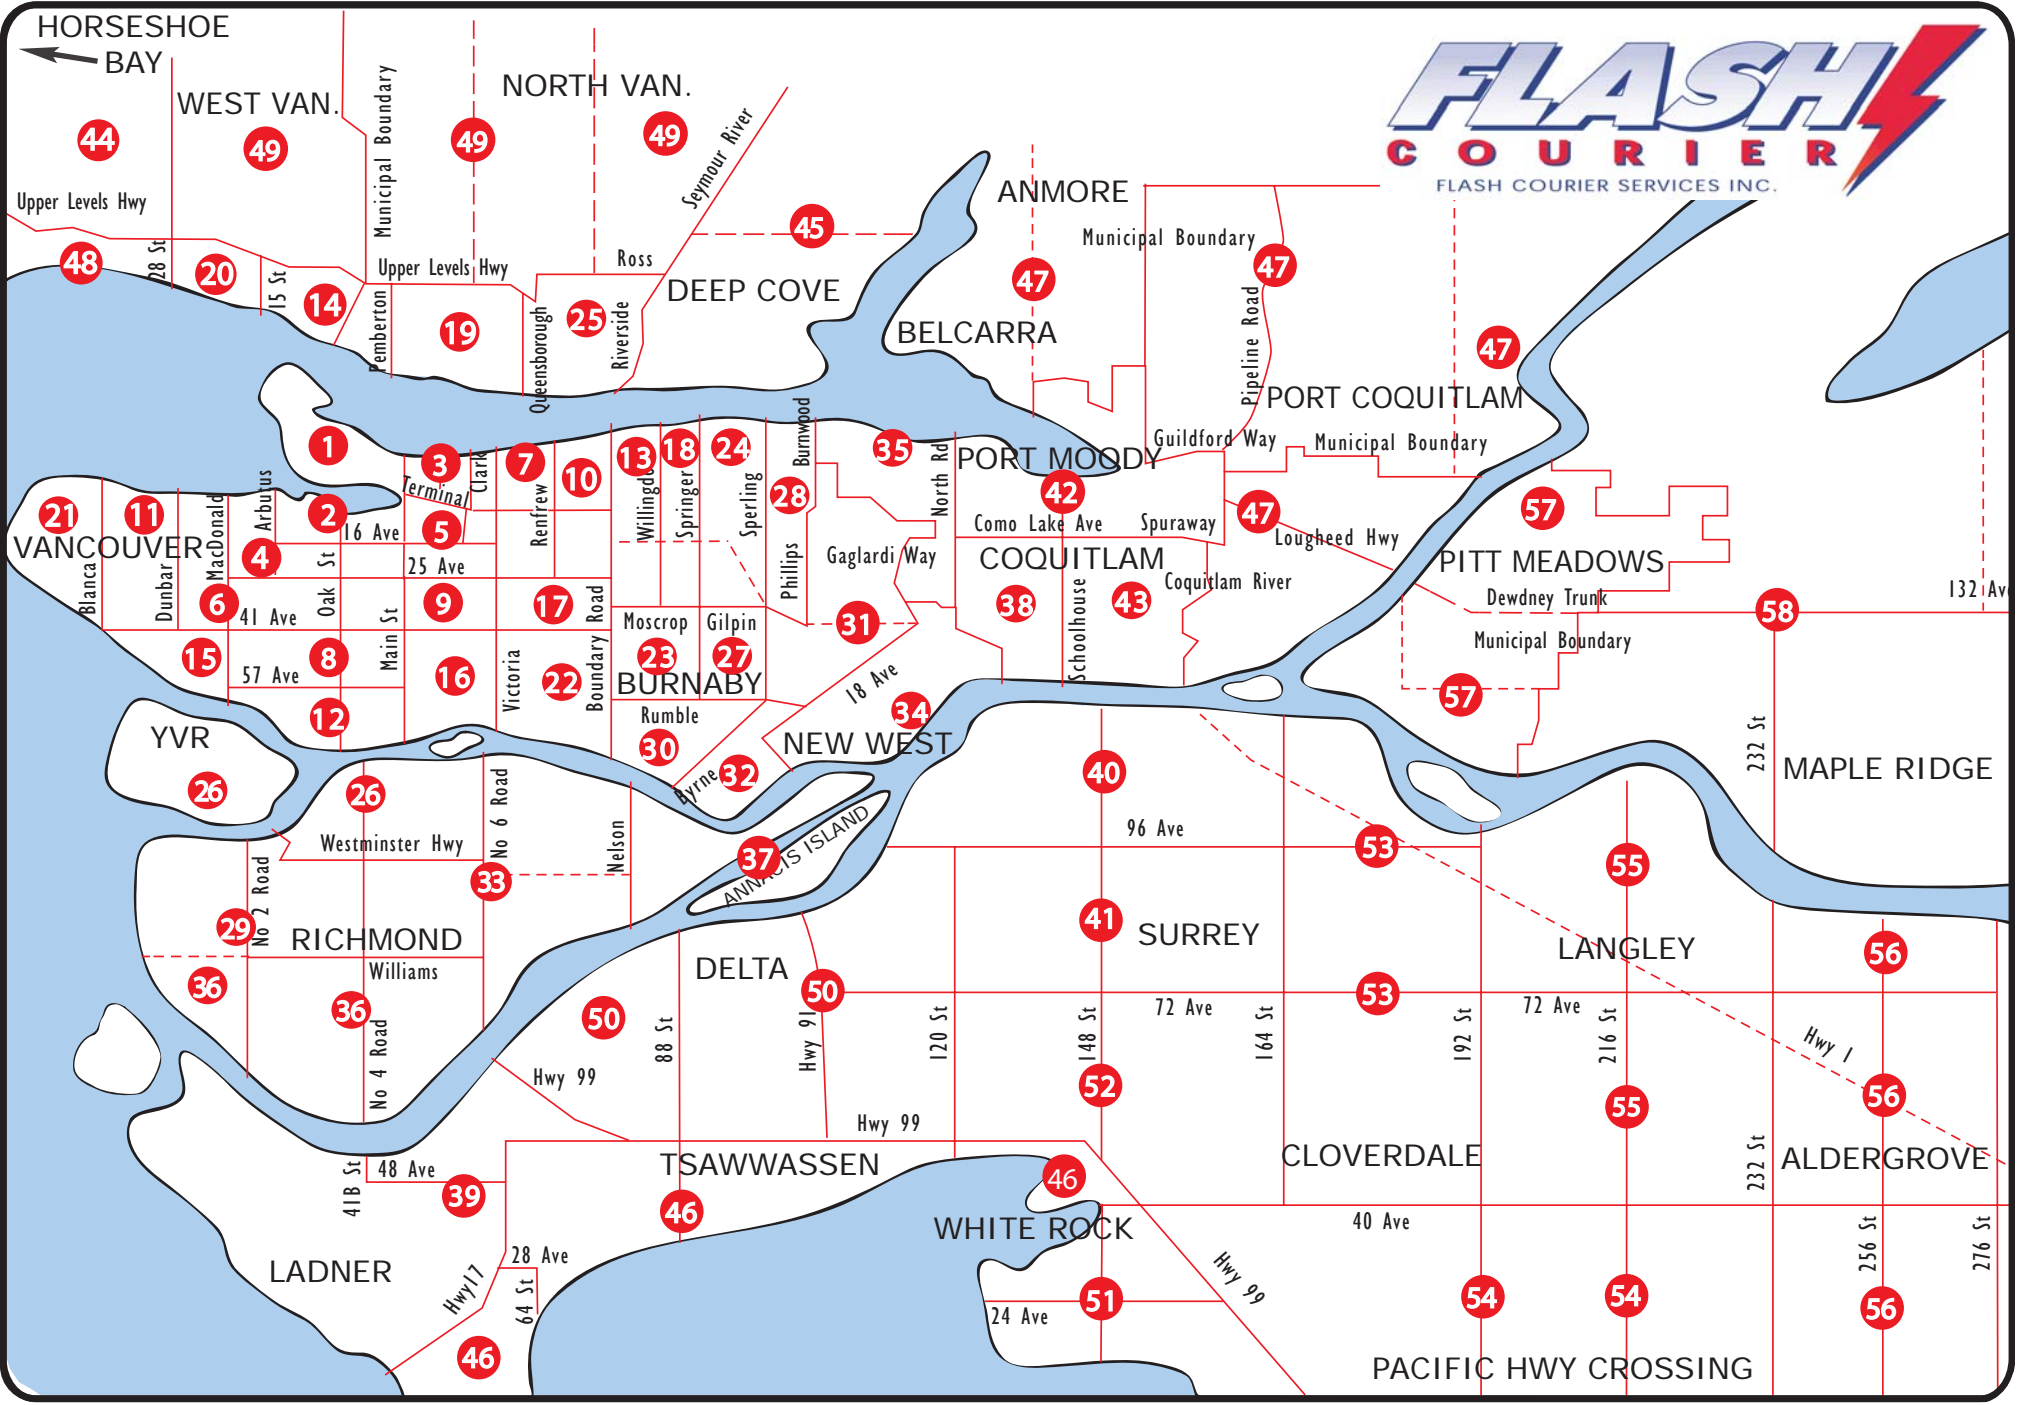 HORSESHOE
BAY
WEST VAN.
NORTH VAN.
FLASH
COURIER
FLASH COURIER SERVICES INC.
44
49
49
49
Municipal Boundary
Seymour River
Upper Levels Hwy
45
ANMORE
Municipal Boundary
48
28 St
20
15 St
14
Upper Levels Hwy
Ross
DEEP COVE
47
47
Pemberton
19
Queensborough
25
Riverside
BELCARRA
Pipeline Road
47
PORT COQUITLAM
1
3
Clark
7
10
13
18
24
Burnwood
35
North Rd
PORT MOODY
Guildford Way
Municipal Boundary
Terminal
Renfrew
Willingdon
Springer
Sperling
28
42
21
11
MacDonald
Arbutus
2
16 Ave
5
Como Lake Ave
Spuraway
47
Lougheed Hwy
57
VANCOUVER
4
Oak St
25 Ave
Gaglardi Way
COQUITLAM
Coquitlam River
PITT MEADOWS
Blanca
Dunbar
6
41 Ave
9
17
Boundary Road
Phillips
38
Schoolhouse
43
Dewdney Trunk
58
132 Ave
Moscrop
Gilpin
31
Municipal Boundary
15
8
Main St
57 Ave
16
Victoria
22
23
27
BURNABY
18 Ave
57
12
Rumble
34
YVR
30
NEW WEST
232 St
26
26
No 6 Road
Byrne
32
40
MAPLE RIDGE
Westminster Hwy
Nelson
96 Ave
37
ANNACIS ISLAND
53
55
33
No 2 Road
29
RICHMOND
41
SURREY
LANGLEY
56
Williams
DELTA
36
36
50
50
53
72 Ave
72 Ave
No 4 Road
88 St
Hwy 91
120 St
148 St
164 St
192 St
216 St
Hwy 1
Hwy 99
52
55
56
Hwy 99
41B St
48 Ave
39
TSAWWASSEN
46
46
CLOVERDALE
232 St
ALDERGROVE
WHITE ROCK
40 Ave
LADNER
28 Ave
Hwy17
64 St
Hwy 99
256 St
276 St
51
24 Ave
54
54
56
46
PACIFIC HWY CROSSING